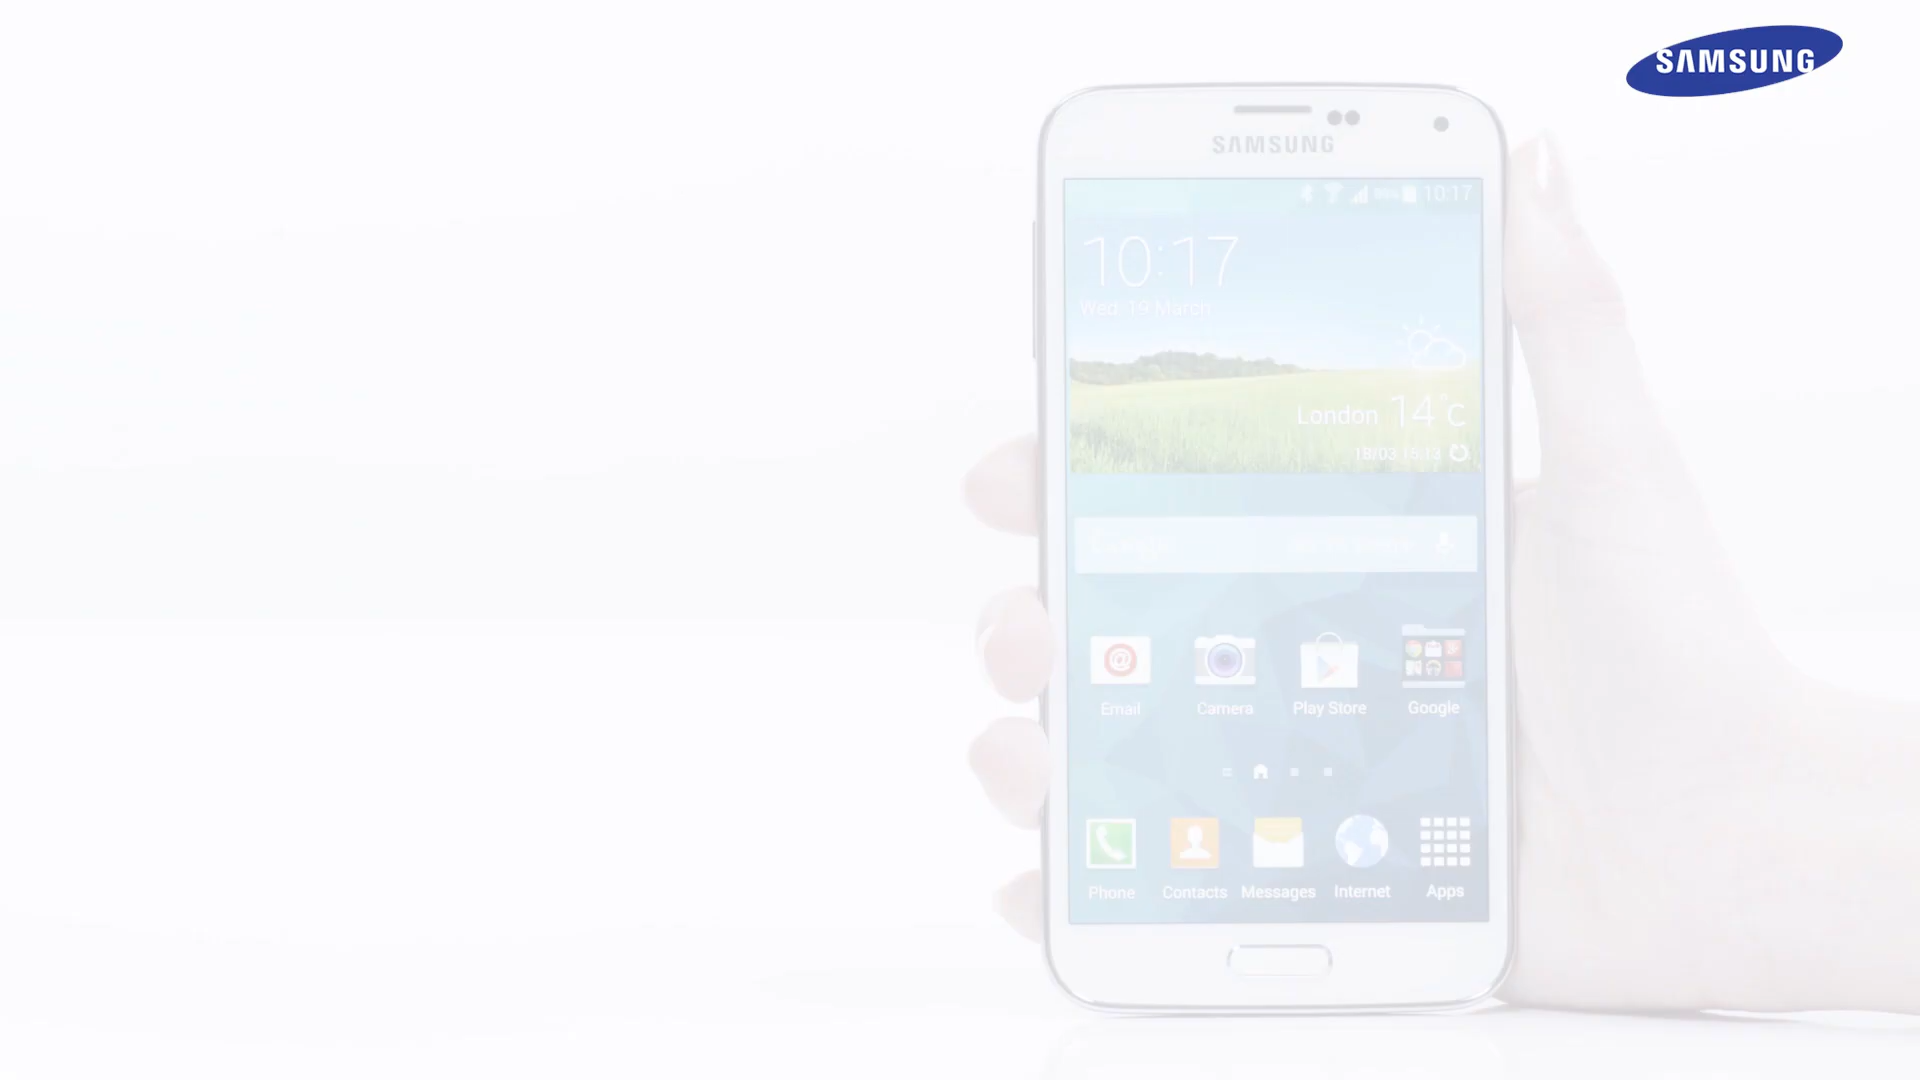 SAMSUNG
SAMSUNG
10:17
10:17
Wed, 19 March
London 14°C
18/03 15:13
Google
Email Camera Play Store Google
Phone Contacts Messages Internet Apps